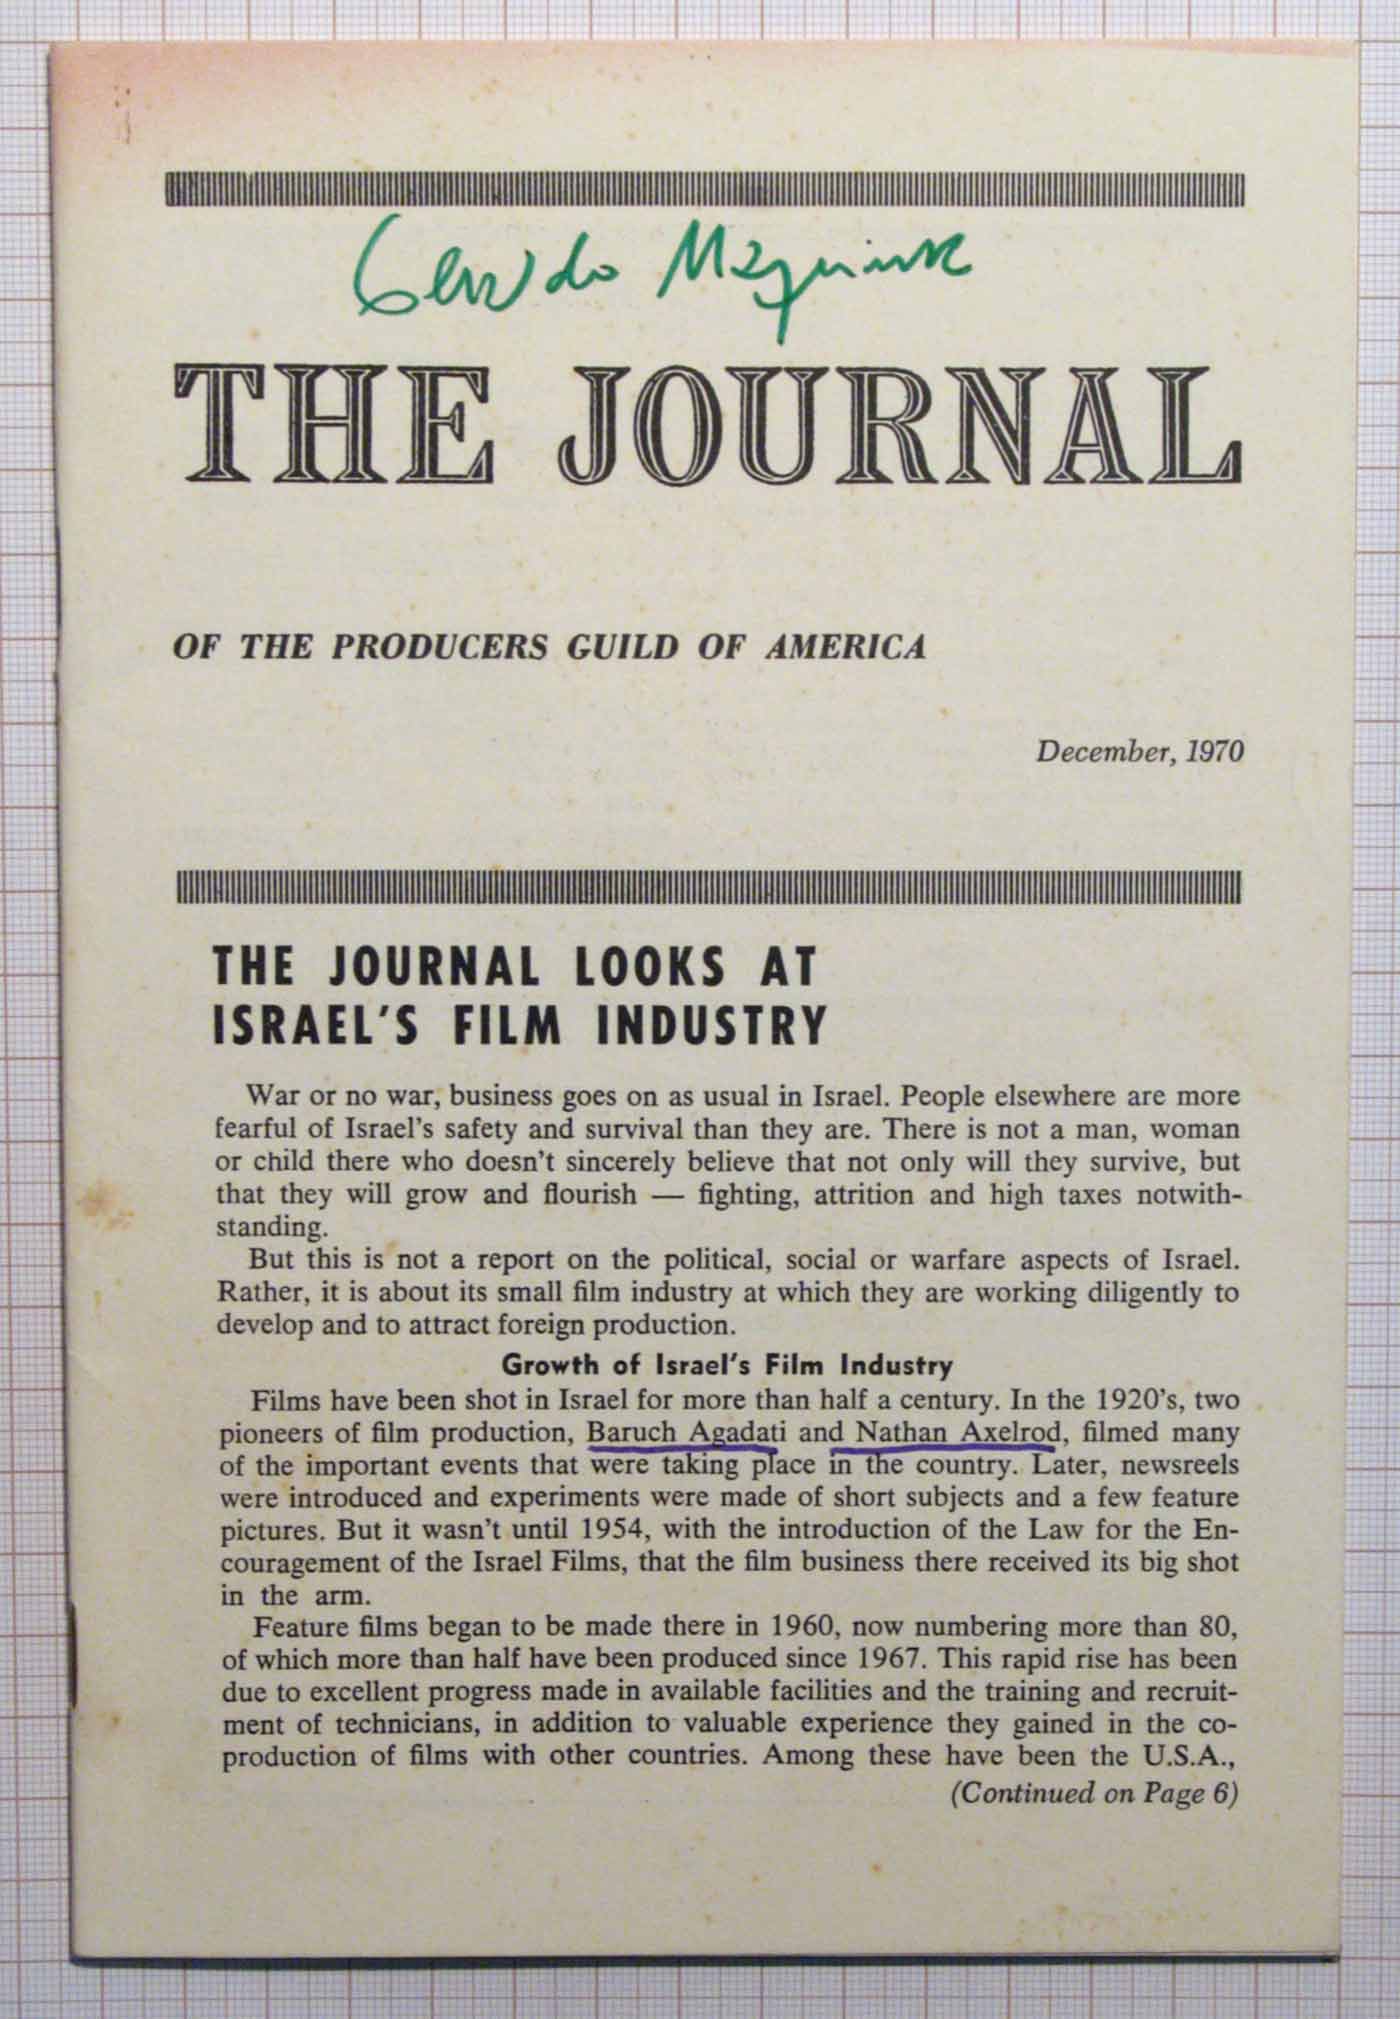 THE JOURNAL
OF THE PRODUCERS GUILD OF AMERICA
December, 1970
THE JOURNAL LOOKS AT
ISRAEL'S FILM INDUSTRY
War or no war, business goes on as usual in Israel. People elsewhere are more
fearful of Israel's safety and survival than they are. There is not a man, woman
or child there who doesn't sincerely believe that not only will they survive, but
that they will grow and flourish — fighting, attrition and high taxes notwith-
standing.
But this is not a report on the political, social or warfare aspects of Israel.
Rather, it is about its small film industry at which they are working diligently to
develop and to attract foreign production.
Growth of Israel's Film Industry
Films have been shot in Israel for more than half a century. In the 1920's, two
pioneers of film production, Baruch Agadati and Nathan Axelrod, filmed many
of the important events that were taking place in the country. Later, newsreels
were introduced and experiments were made of short subjects and a few feature
pictures. But it wasn't until 1954, with the introduction of the Law for the En-
couragement of the Israel Films, that the film business there received its big shot
in the arm.
Feature films began to be made there in 1960, now numbering more than 80,
of which more than half have been produced since 1967. This rapid rise has been
due to excellent progress made in available facilities and the training and recruit-
ment of technicians, in addition to valuable experience they gained in the co-
production of films with other countries. Among these have been the U.S.A.,
(Continued on Page 6)